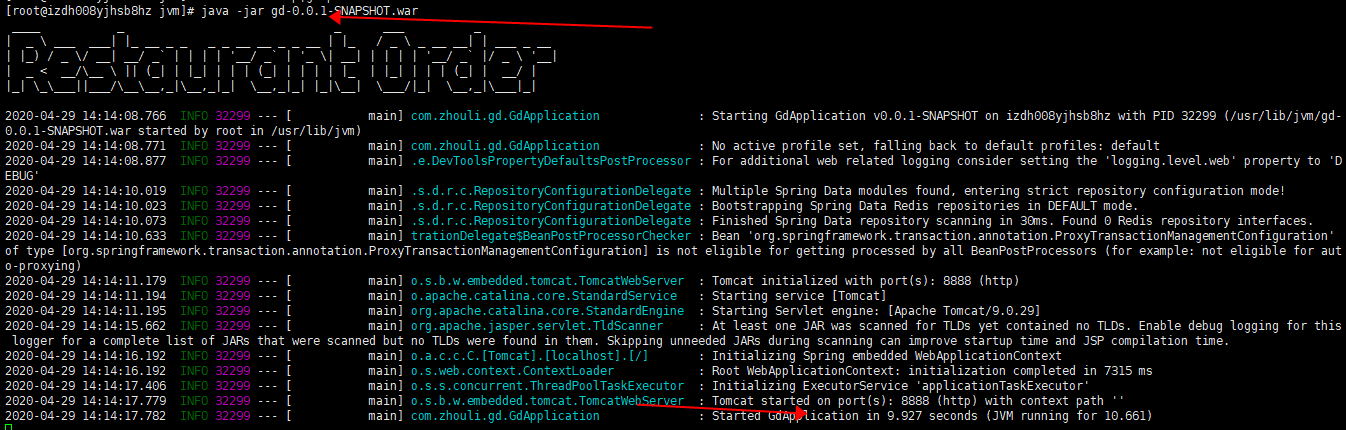 [root@izdh008yjhsb8hz jvm]# java -jar gd-0.0.1-SNAPSHOT.war
Restaurant Order
2020-04-29 14:14:08.766  INFO 32299 --- [           main] com.zhouli.gd.GdApplication              : Starting GdApplication v0.0.1-SNAPSHOT on izdh008yjhsb8hz with PID 32299 (/usr/lib/jvm/gd-
0.0.1-SNAPSHOT.war started by root in /usr/lib/jvm)
2020-04-29 14:14:08.771  INFO 32299 --- [           main] com.zhouli.gd.GdApplication              : No active profile set, falling back to default profiles: default
2020-04-29 14:14:08.877  INFO 32299 --- [           main] .e.DevToolsPropertyDefaultsPostProcessor : For additional web related logging consider setting the 'logging.level.web' property to 'D
EBUG'
2020-04-29 14:14:10.019  INFO 32299 --- [           main] .s.d.r.c.RepositoryConfigurationDelegate : Multiple Spring Data modules found, entering strict repository configuration mode!
2020-04-29 14:14:10.023  INFO 32299 --- [           main] .s.d.r.c.RepositoryConfigurationDelegate : Bootstrapping Spring Data Redis repositories in DEFAULT mode.
2020-04-29 14:14:10.073  INFO 32299 --- [           main] .s.d.r.c.RepositoryConfigurationDelegate : Finished Spring Data repository scanning in 30ms. Found 0 Redis repository interfaces.
2020-04-29 14:14:10.633  INFO 32299 --- [           main] trationDelegate$BeanPostProcessorChecker : Bean 'org.springframework.transaction.annotation.ProxyTransactionManagementConfiguration'
of type [org.springframework.transaction.annotation.ProxyTransactionManagementConfiguration] is not eligible for getting processed by all BeanPostProcessors (for example: not eligible for aut
o-proxying)
2020-04-29 14:14:11.179  INFO 32299 --- [           main] o.s.b.w.embedded.tomcat.TomcatWebServer  : Tomcat initialized with port(s): 8888 (http)
2020-04-29 14:14:11.194  INFO 32299 --- [           main] o.apache.catalina.core.StandardService   : Starting service [Tomcat]
2020-04-29 14:14:11.195  INFO 32299 --- [           main] org.apache.catalina.core.StandardEngine  : Starting Servlet engine: [Apache Tomcat/9.0.29]
2020-04-29 14:14:15.662  INFO 32299 --- [           main] org.apache.jasper.servlet.TldScanner     : At least one JAR was scanned for TLDs yet contained no TLDs. Enable debug logging for this
 logger for a complete list of JARs that were scanned but no TLDs were found in them. Skipping unneeded JARs during scanning can improve startup time and JSP compilation time.
2020-04-29 14:14:16.192  INFO 32299 --- [           main] o.a.c.c.C.[Tomcat].[localhost].[/]       : Initializing Spring embedded WebApplicationContext
2020-04-29 14:14:16.192  INFO 32299 --- [           main] o.s.web.context.ContextLoader            : Root WebApplicationContext: initialization completed in 7315 ms
2020-04-29 14:14:17.406  INFO 32299 --- [           main] o.s.s.concurrent.ThreadPoolTaskExecutor  : Initializing ExecutorService 'applicationTaskExecutor'
2020-04-29 14:14:17.779  INFO 32299 --- [           main] o.s.b.w.embedded.tomcat.TomcatWebServer  : Tomcat started on port(s): 8888 (http) with context path ''
2020-04-29 14:14:17.782  INFO 32299 --- [           main] com.zhouli.gd.GdApplication              : Started GdApplication in 9.927 seconds (JVM running for 10.661)